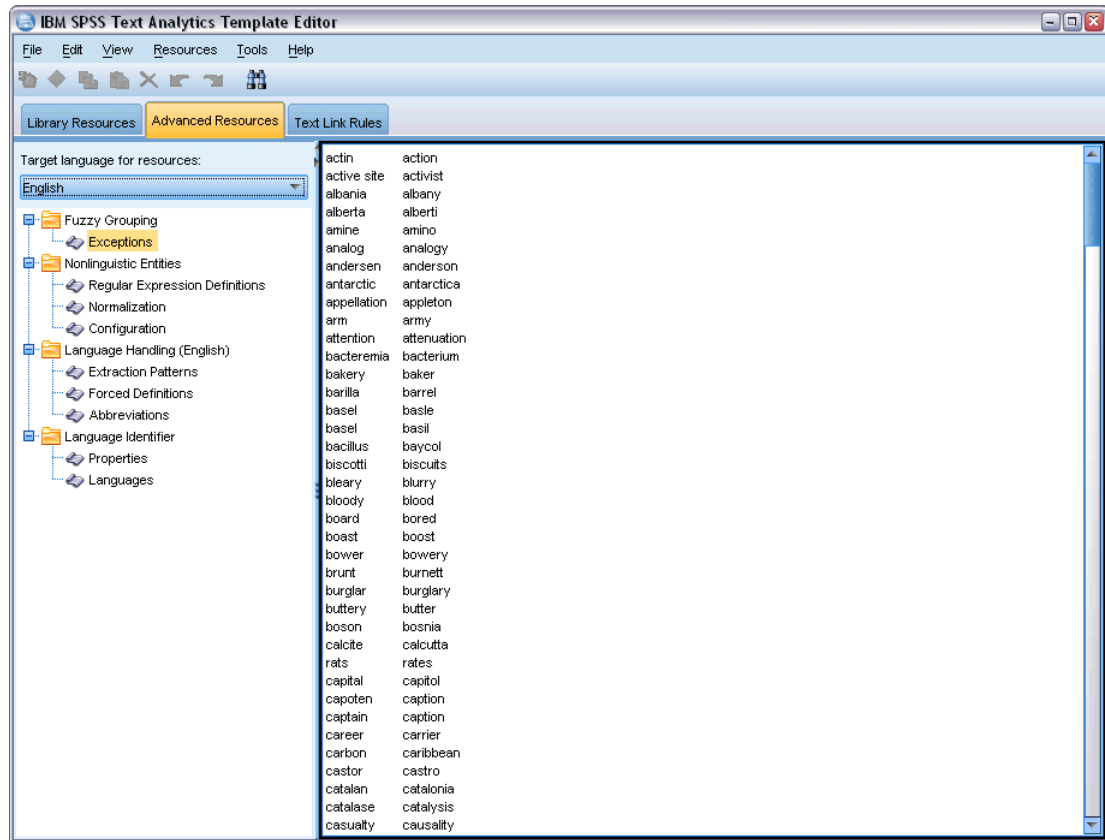 IBM SPSS Text Analytics Template Editor
File Edit View Resources Tools Help
Library Resources Advanced Resources Text Link Rules
Target language for resources:
English
Fuzzy Grouping
Exceptions
Nonlinguistic Entities
Regular Expression Definitions
Normalization
Configuration
Language Handling (English)
Extraction Patterns
Forced Definitions
Abbreviations
Language Identifier
Properties
Languages
actin action
active site activist
albania albany
alberta alberti
amine amino
analog analogy
andersen anderson
antarctic antarctica
appellation appleton
arm army
attention attenuation
bacteremia bacterium
bakery baker
barilla barrel
basel basle
basel basil
bacillus baycol
biscotti biscuits
bleary blurry
bloody blood
board bored
boast boost
bower bowery
brunt burnett
burglar burglary
buttery butter
boson bosnia
calcite calcutta
rats rates
capital capitol
capoten caption
captain caption
career carrier
carbon caribbean
castor castro
catalan catalonia
catalase catalysis
casualty causality